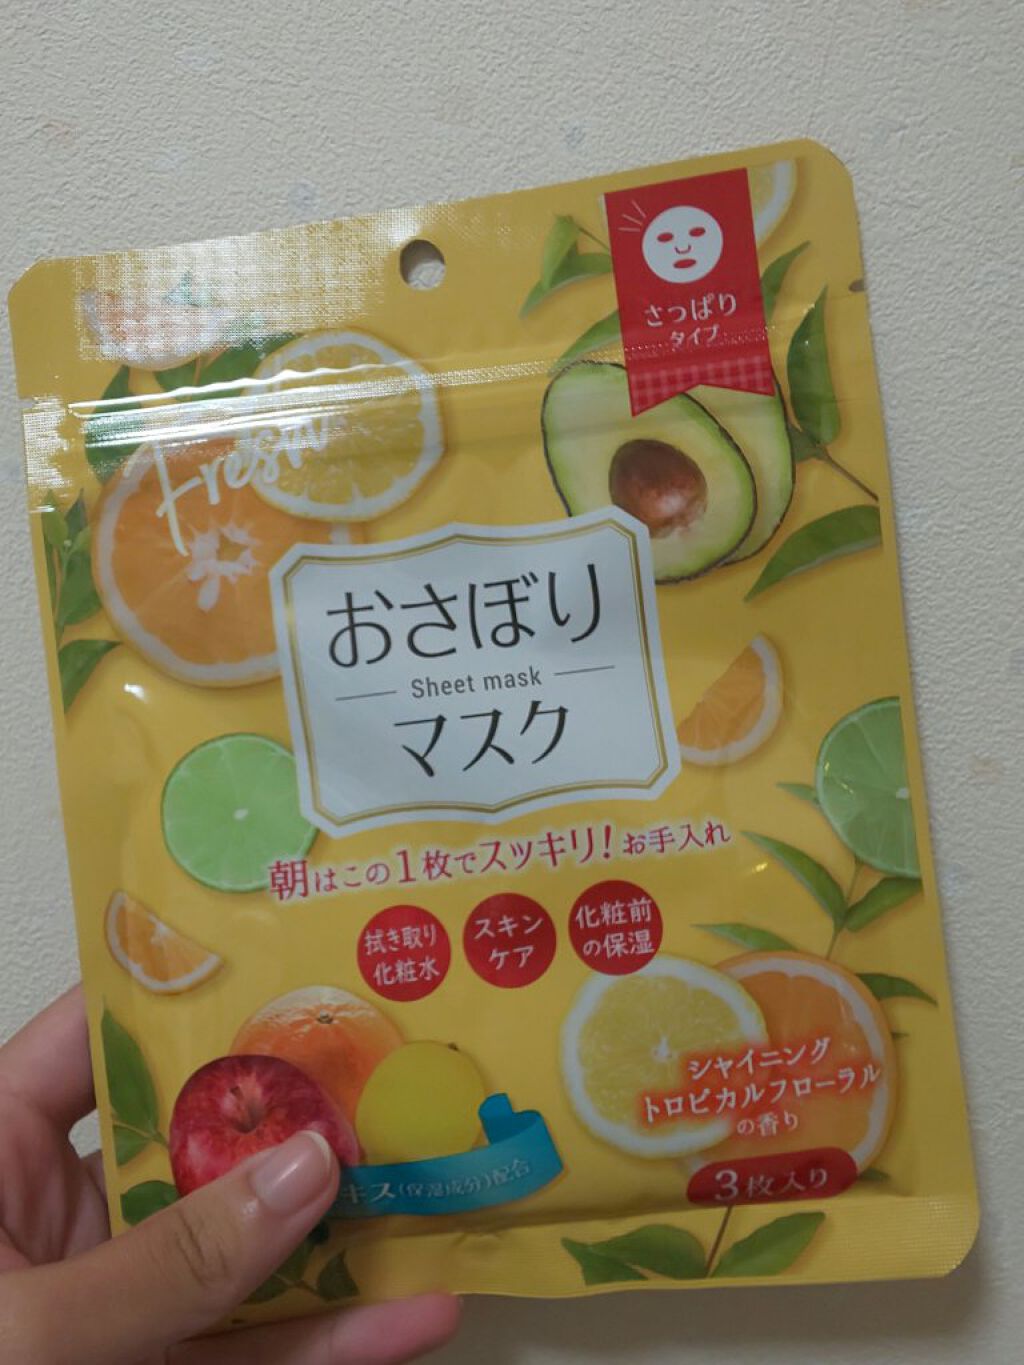 さっぱり
タイプ
Fresh
おさぼり
Sheet mask
マスク
朝はこの1枚でスッキリ!お手入れ
拭き取り
化粧水
スキン
ケア
化粧前
の保湿
シャイニング
トロピカルフローラル
の香り
キス(保湿成分)配合
3枚入り